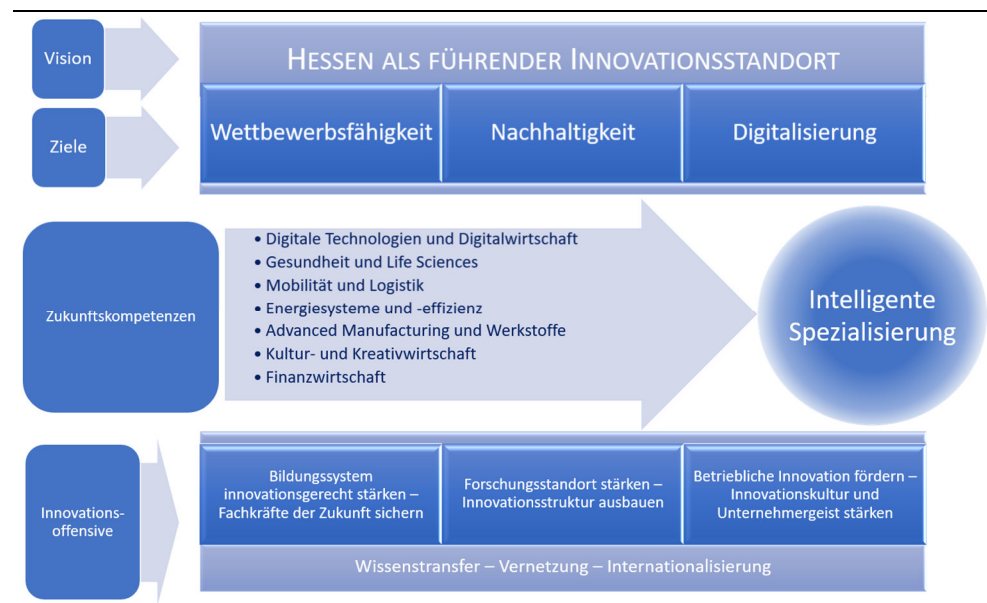 Vision
HESSEN ALS FÜHRENDER INNOVATIONSSTANDORT
Ziele
Wettbewerbsfähigkeit
Nachhaltigkeit
Digitalisierung
Zukunftskompetenzen
• Digitale Technologien und Digitalwirtschaft
• Gesundheit und Life Sciences
• Mobilität und Logistik
• Energiesysteme und -effizienz
• Advanced Manufacturing und Werkstoffe
• Kultur- und Kreativwirtschaft
• Finanzwirtschaft
Intelligente
Spezialisierung
Innovations-
offensive
Bildungssystem
innovationsgerecht stärken –
Fachkräfte der Zukunft sichern
Forschungsstandort stärken –
Innovationsstruktur ausbauen
Betriebliche Innovation fördern –
Innovationskultur und
Unternehmergeist stärken
Wissenstransfer – Vernetzung – Internationalisierung